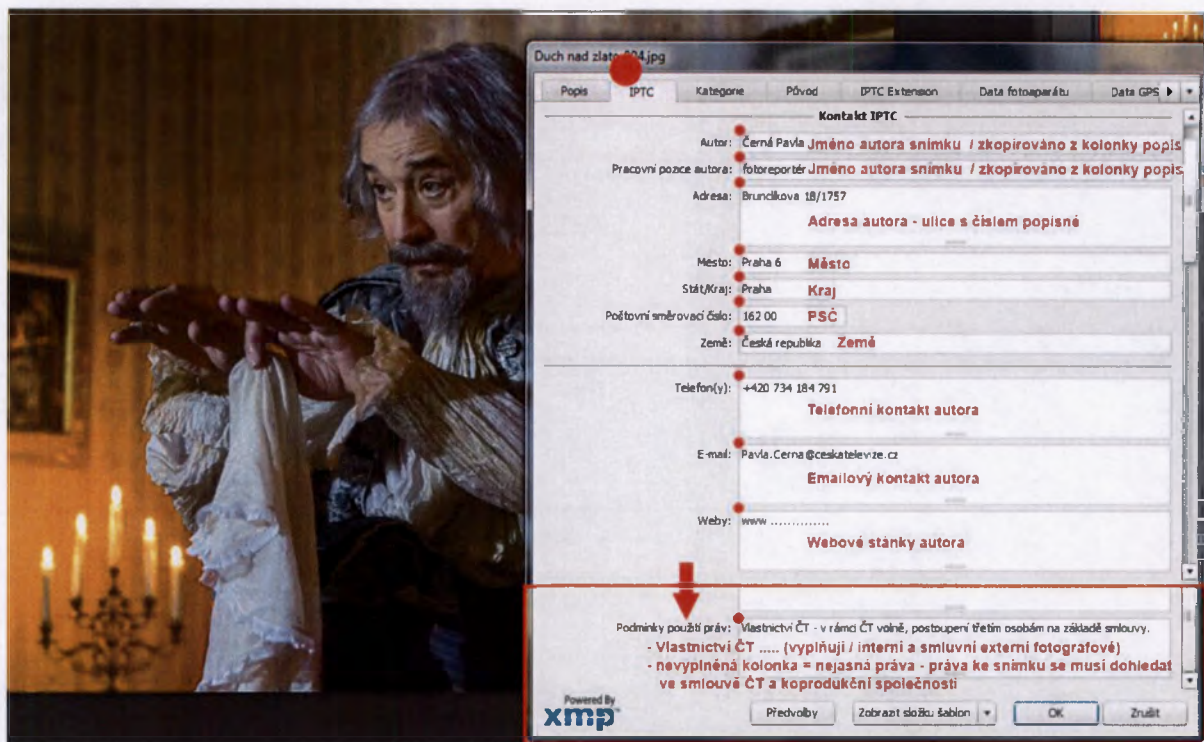 Duch nad zlato 004.jpg
Popis IPTC Kategorie Pôvod IPTC Extension Data fotoaparátu Data GPS
Kontakt IPTC
Autor: Černá Pavla Jméno autora snímku / zkopírováno z kolonky popis
Pracovní pozice autora: fotoreportér Jméno autora snímku / zkopírováno z kolonky popis
Adresa: Bruncíkova 18/1757
Adresa autora - ulice s číslem popisné
Mesto: Praha 6 Město
Stát/Kraj: Praha Kraj
Poštovní směrovací číslo: 162 00 PSČ
Země: Česká republika Země
Telefon(y): +420 734 184 791
Telefonní kontakt autora
E-mail: Pavla.Cerna@ceskatelevize.cz
Emailový kontakt autora
Weby: www ..............
Webové stánky autora
Podmínky použití práv: Vlastnictví ČT - v rámci ČT volně, postoupení třetím osobám na základě smlouvy.
- Vlastnictví ČT ..... (vyplňují / interní a smluvní externí fotografové)
- nevyplněná kolonka = nejasná práva - práva ke snímku se musí dohledat
ve smlouvě ČT a koprodukční společnosti
Powered By
xmp
Předvolby Zobrazit složku šablon OK Zrušit